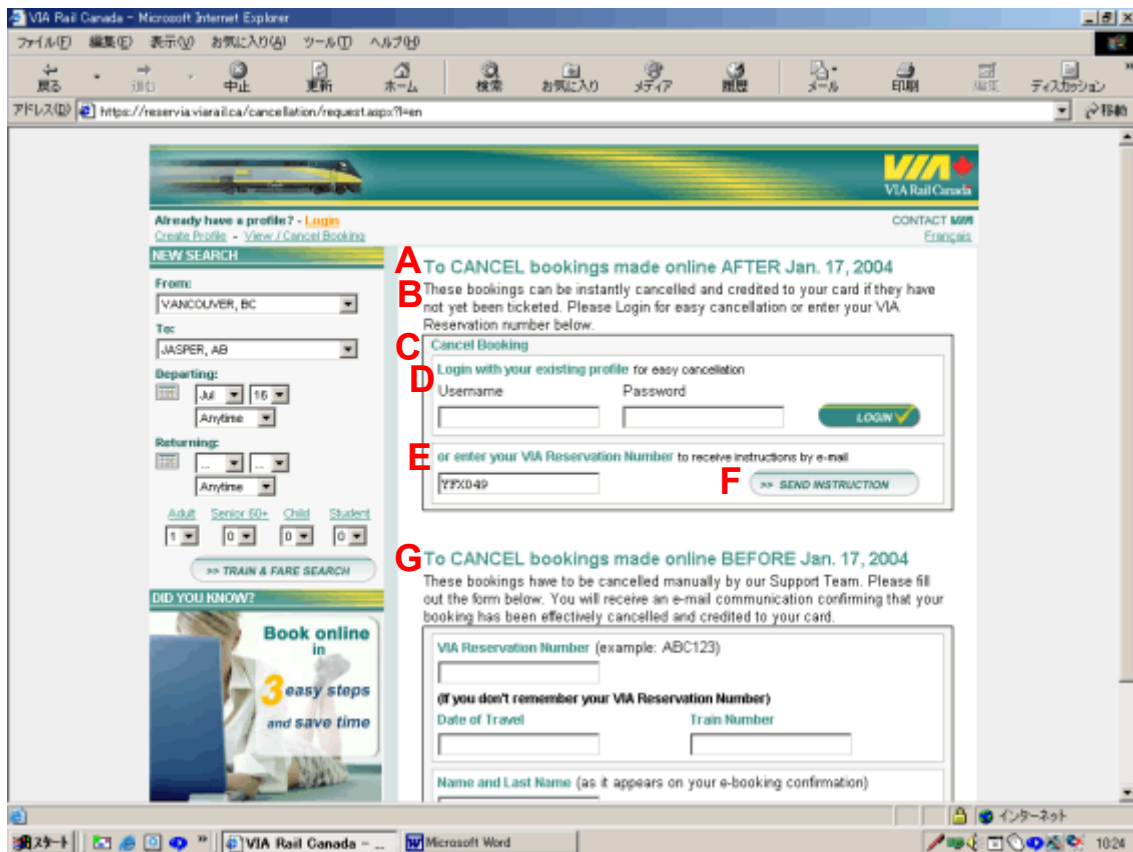 VIA Rail Canada - Microsoft Internet Explorer
ファイル(F) 編集(E) 表示(V) お気に入り(A) ツール(T) ヘルプ(H)
戻る 進む 中止 更新 ホーム 検索 お気に入り メディア 履歴 メール 印刷 編集 ディスカッション
アドレス(D) https://reservia.viarail.ca/cancellation/request.aspx?l=en 移動
VIA
VIA Rail Canada
Already have a profile? - Login
CONTACT VIA
Create Profile - View / Cancel Booking
Français
NEW SEARCH
From:
VANCOUVER, BC
To:
JASPER, AB
Departing:
Jul 16
Anytime
Returning:
... ...
Anytime
Adult Senior 60+ Child Student
1 0 0 0
>> TRAIN & FARE SEARCH
DID YOU KNOW?
Book online
in
3 easy steps
and save time
A To CANCEL bookings made online AFTER Jan. 17, 2004
B These bookings can be instantly cancelled and credited to your card if they have
not yet been ticketed. Please Login for easy cancellation or enter your VIA
Reservation number below.
C Cancel Booking
D Login with your existing profile for easy cancellation
Username Password
LOGIN
E or enter your VIA Reservation Number to receive instructions by e-mail
YFX049
F >> SEND INSTRUCTION
G To CANCEL bookings made online BEFORE Jan. 17, 2004
These bookings have to be cancelled manually by our Support Team. Please fill
out the form below. You will receive an e-mail communication confirming that your
booking has been effectively cancelled and credited to your card.
VIA Reservation Number (example: ABC123)
(If you don't remember your VIA Reservation Number)
Date of Travel Train Number
Name and Last Name (as it appears on your e-booking confirmation)
インターネット
スタート VIA Rail Canada - ... Microsoft Word 10:24